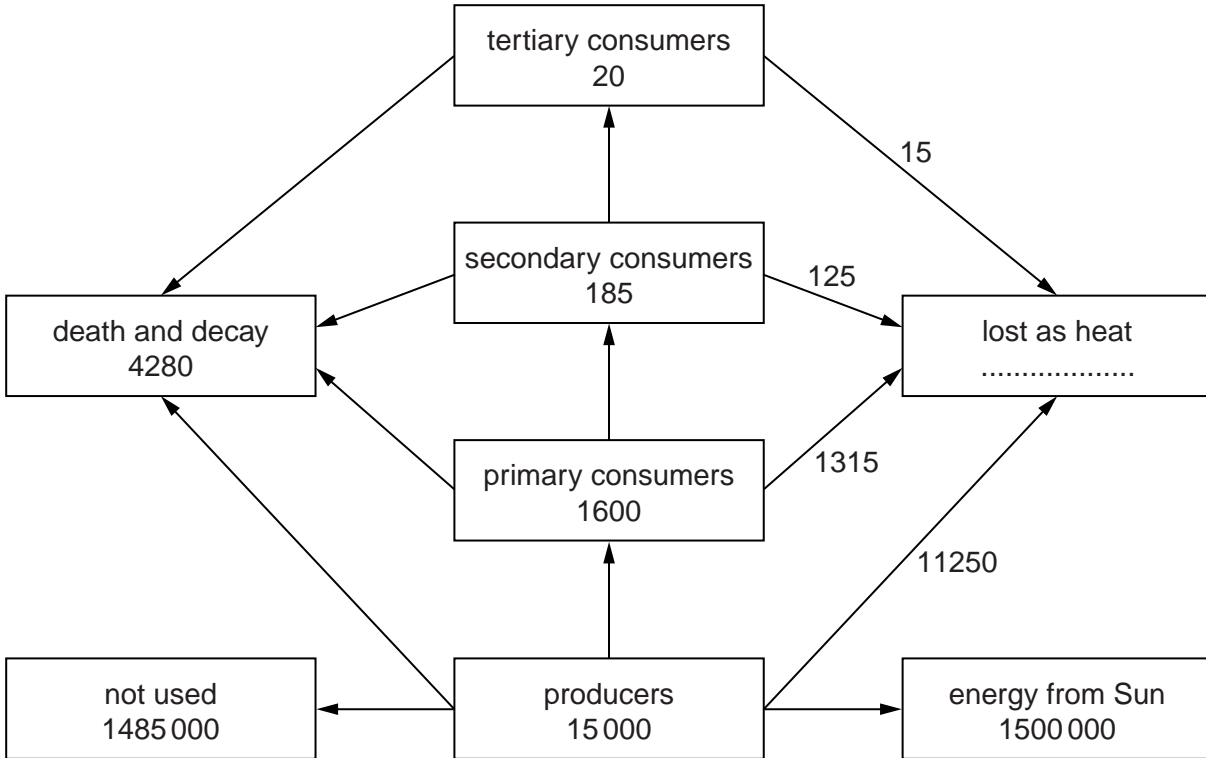 tertiary consumers
20
15
secondary consumers
185
125
death and decay
4280
lost as heat
...................
primary consumers
1600
1315
11250
not used
1485 000
producers
15 000
energy from Sun
1500 000